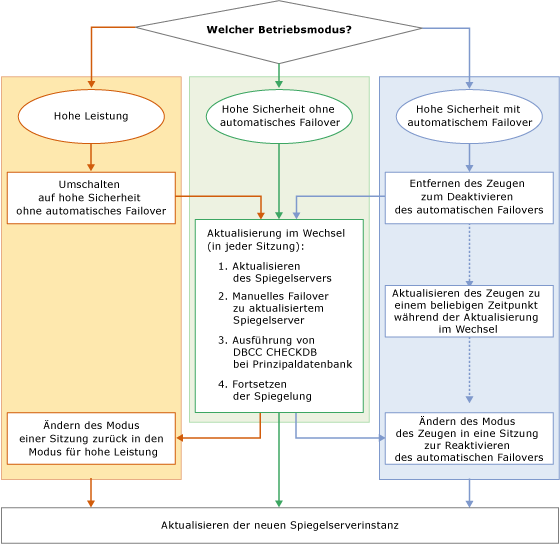 Welcher Betriebsmodus?
Hohe Leistung
Hohe Sicherheit ohne
automatisches Failover
Hohe Sicherheit mit
automatischem Failover
Umschalten
auf hohe Sicherheit
ohne automatisches Failover
Entfernen des Zeugen
zum Deaktivieren
des automatischen Failovers
Aktualisierung im Wechsel
(in jeder Sitzung):
1. Aktualisieren
des Spiegelservers
2. Manuelles Failover
zu aktualisiertem
Spiegelserver
3. Ausführung von
DBCC CHECKDB
bei Prinzipaldatenbank
4. Fortsetzen
der Spiegelung
Aktualisieren des Zeugen zu
einem beliebigen Zeitpunkt
während der Aktualisierung
im Wechsel
Ändern des Modus
einer Sitzung zurück in den
Modus für hohe Leistung
Ändern des Modus
des Zeugen in eine Sitzung
zur Reaktivieren
des automatischen Failovers
Aktualisieren der neuen Spiegelserverinstanz